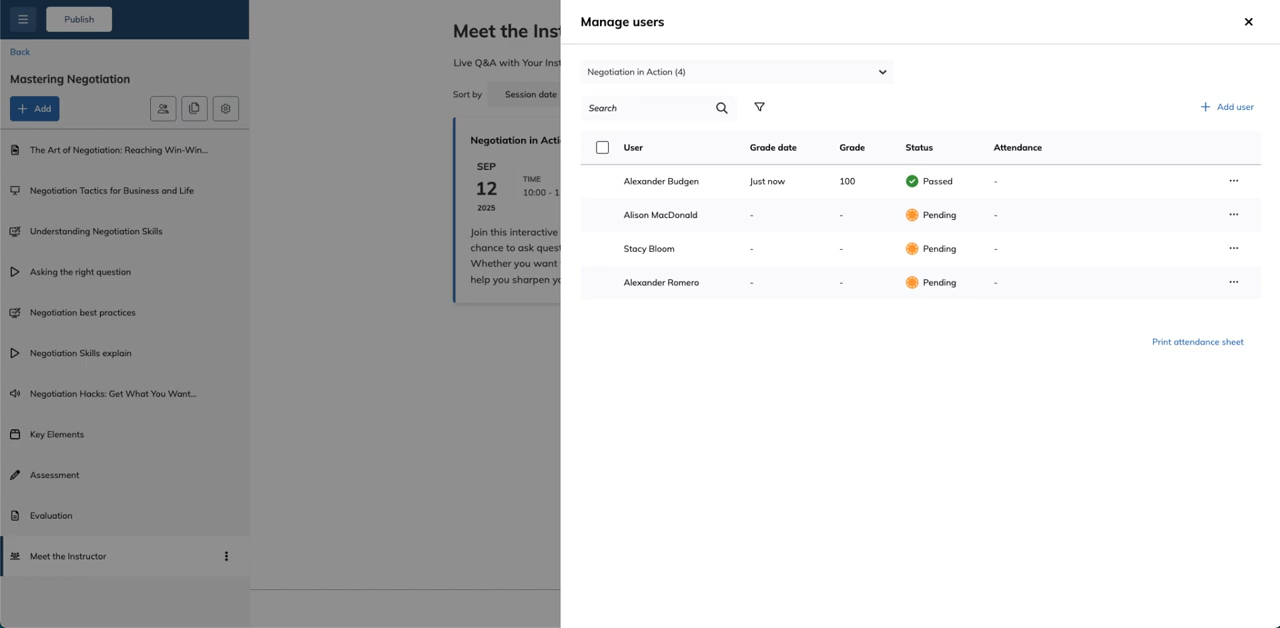 Publish
Back
Mastering Negotiation
Add
The Art of Negotiation: Reaching Win-Win...
Negotiation Tactics for Business and Life
Understanding Negotiation Skills
Asking the right question
Negotiation best practices
Negotiation Skills explain
Negotiation Hacks: Get What You Want...
Key Elements
Assessment
Evaluation
Meet the Instructor
Meet the Inst
Live Q&A with Your Inst
Sort by Session date
Negotiation in Actio
SEP
12
2025
TIME
10:00 - 1
Join this interactive
chance to ask quest
Whether you want
help you sharpen yo
Manage users
Negotiation in Action (4)
Search
Add user
User Grade date Grade Status Attendance
Alexander Budgen Just now 100 Passed -
Alison MacDonald - - Pending -
Stacy Bloom - - Pending -
Alexander Romero - - Pending -
Print attendance sheet